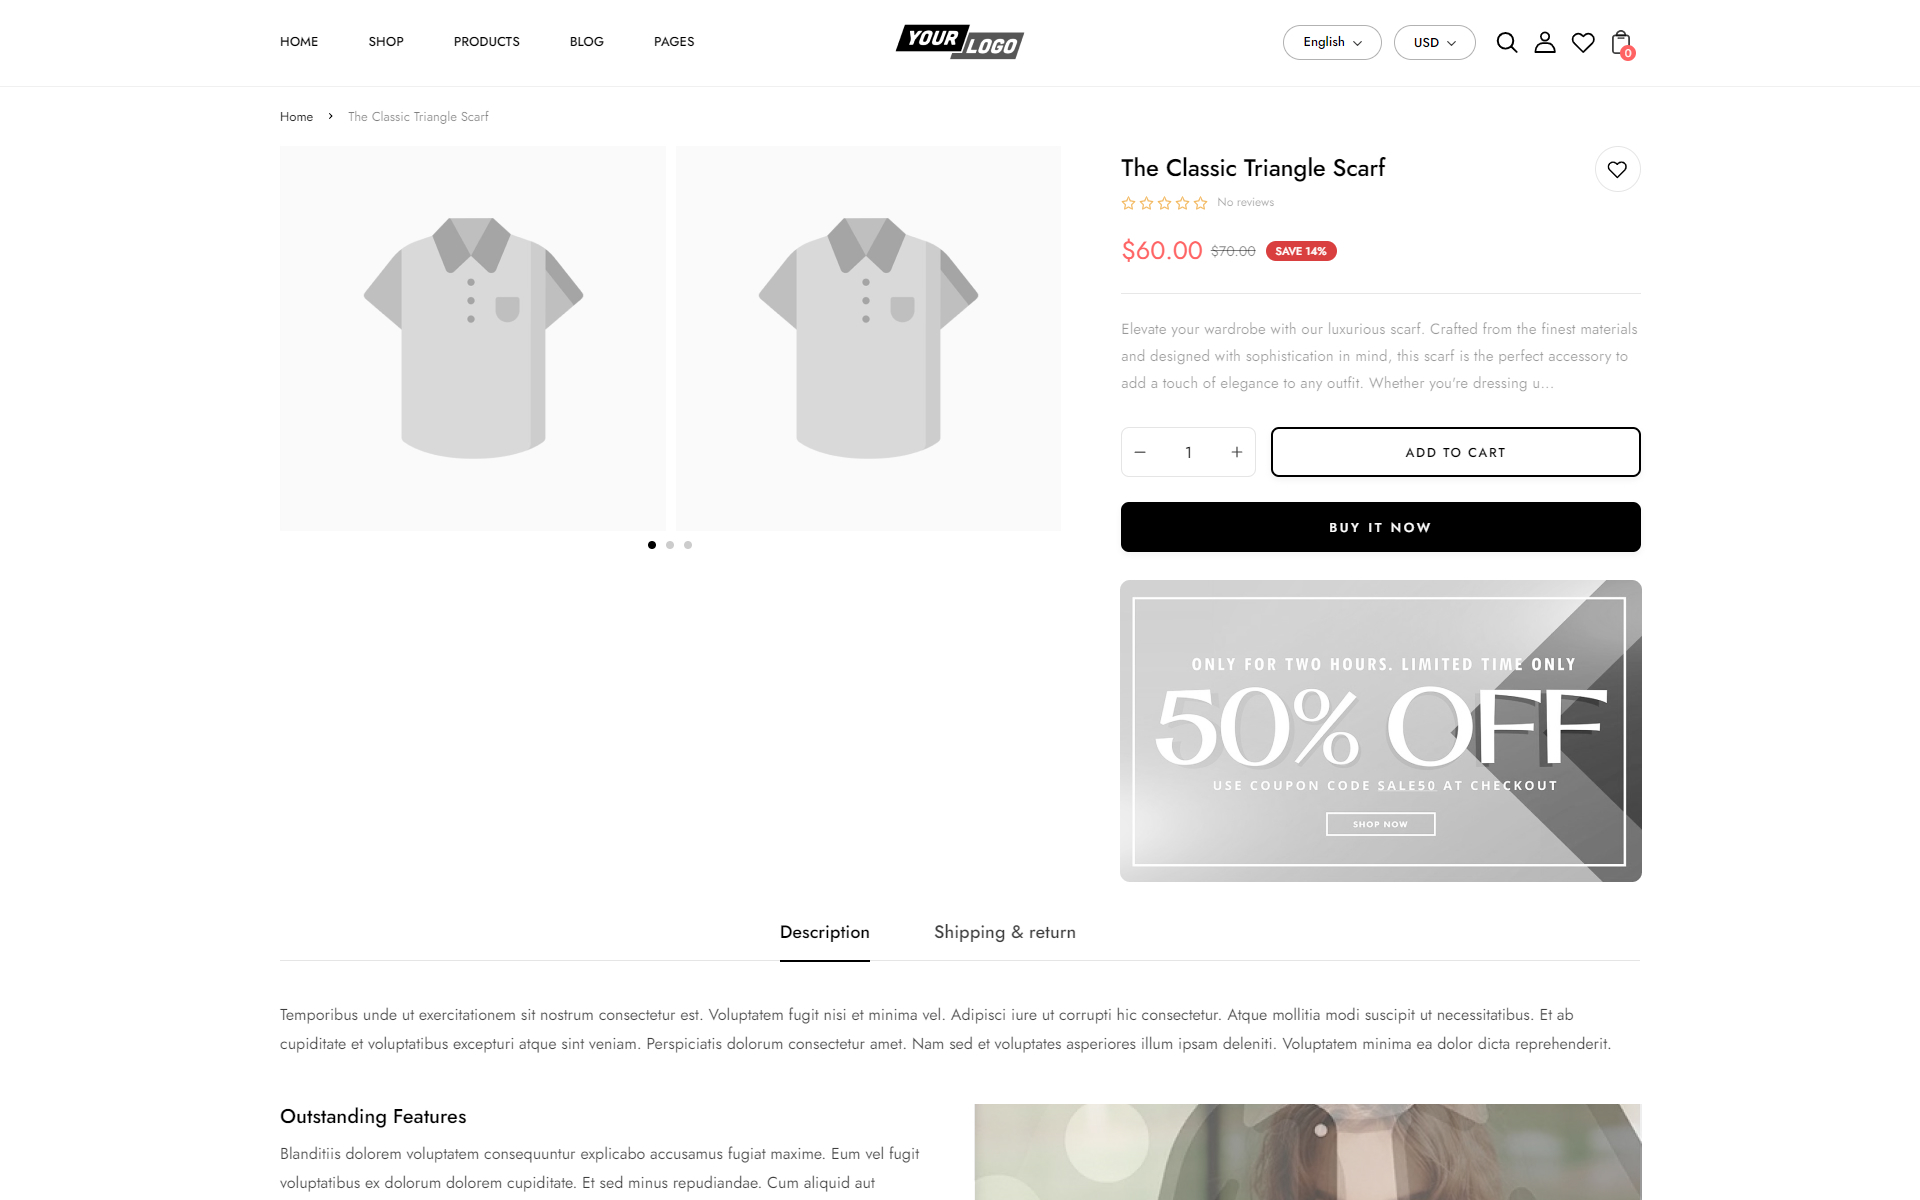 HOME SHOP PRODUCTS BLOG PAGES
YOUR LOGO
English USD
0
Home > The Classic Triangle Scarf
The Classic Triangle Scarf
No reviews
$60.00 $70.00 SAVE 14%
Elevate your wardrobe with our luxurious scarf. Crafted from the finest materials
and designed with sophistication in mind, this scarf is the perfect accessory to
add a touch of elegance to any outfit. Whether you're dressing u...
− 1 + ADD TO CART
BUY IT NOW
ONLY FOR TWO HOURS. LIMITED TIME ONLY
50% OFF
USE COUPON CODE SALE50 AT CHECKOUT
SHOP NOW
Description Shipping & return
Temporibus unde ut exercitationem sit nostrum consectetur est. Voluptatem fugit nisi et minima vel. Adipisci iure ut corrupti hic consectetur. Atque mollitia modi suscipit ut necessitatibus. Et ab
cupiditate et voluptatibus excepturi atque sint veniam. Perspiciatis dolorum consectetur amet. Nam sed et voluptates asperiores illum ipsam deleniti. Voluptatem minima ea dolor dicta reprehenderit.
Outstanding Features
Blanditiis dolorem voluptatem consequuntur explicabo accusamus fugiat maxime. Eum vel fugit
voluptatibus ex dolorum dolorem cupiditate. Et sed minus repudiandae. Cum aliquid aut